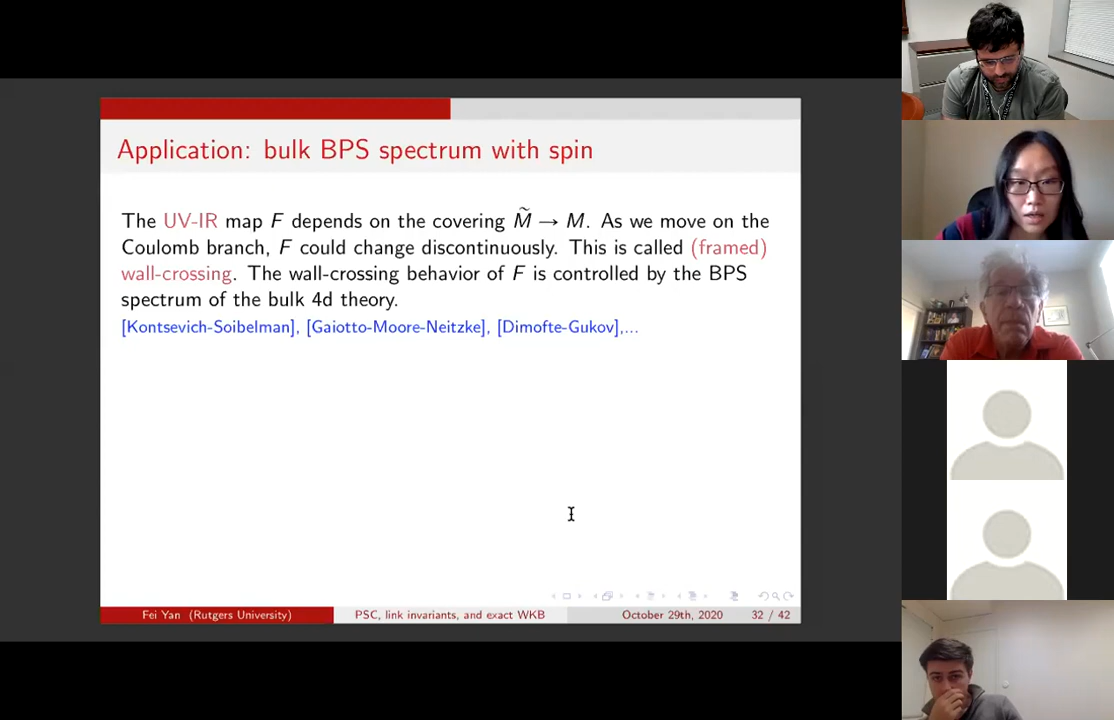 Application: bulk BPS spectrum with spin
The UV-IR map F depends on the covering M̃ → M. As we move on the
Coulomb branch, F could change discontinuously. This is called (framed)
wall-crossing. The wall-crossing behavior of F is controlled by the BPS
spectrum of the bulk 4d theory.
[Kontsevich-Soibelman], [Gaiotto-Moore-Neitzke], [Dimofte-Gukov],...
Fei Yan (Rutgers University) PSC, link invariants, and exact WKB October 29th, 2020 32 / 42